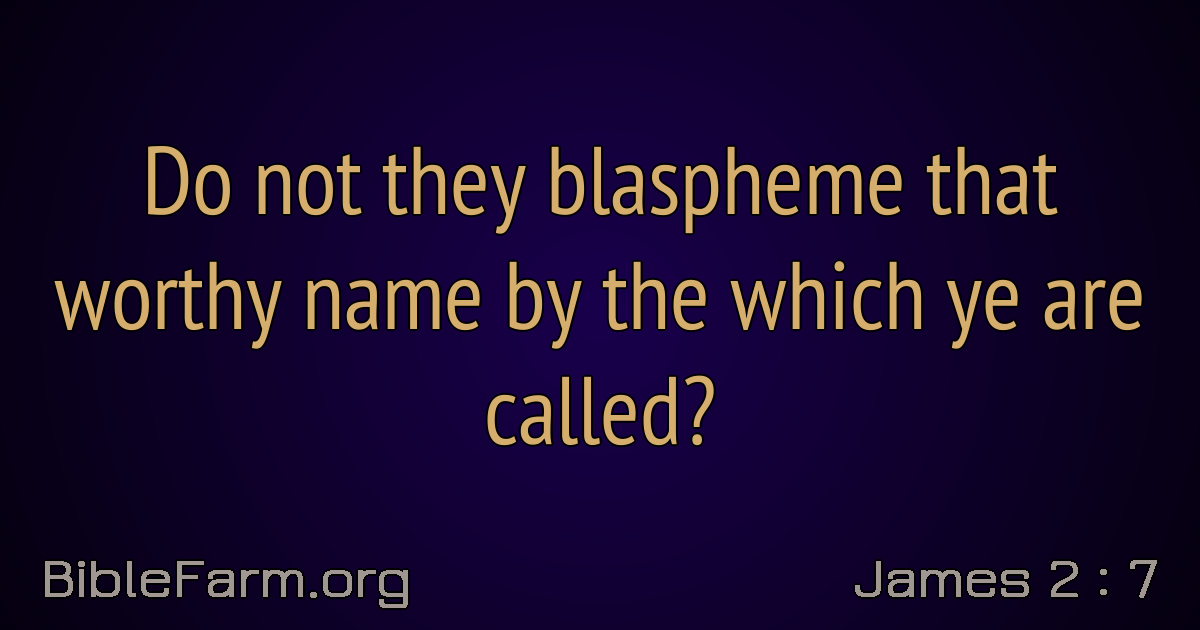 Do not they blaspheme that
worthy name by the which ye are
called?
BibleFarm.org
James 2 : 7